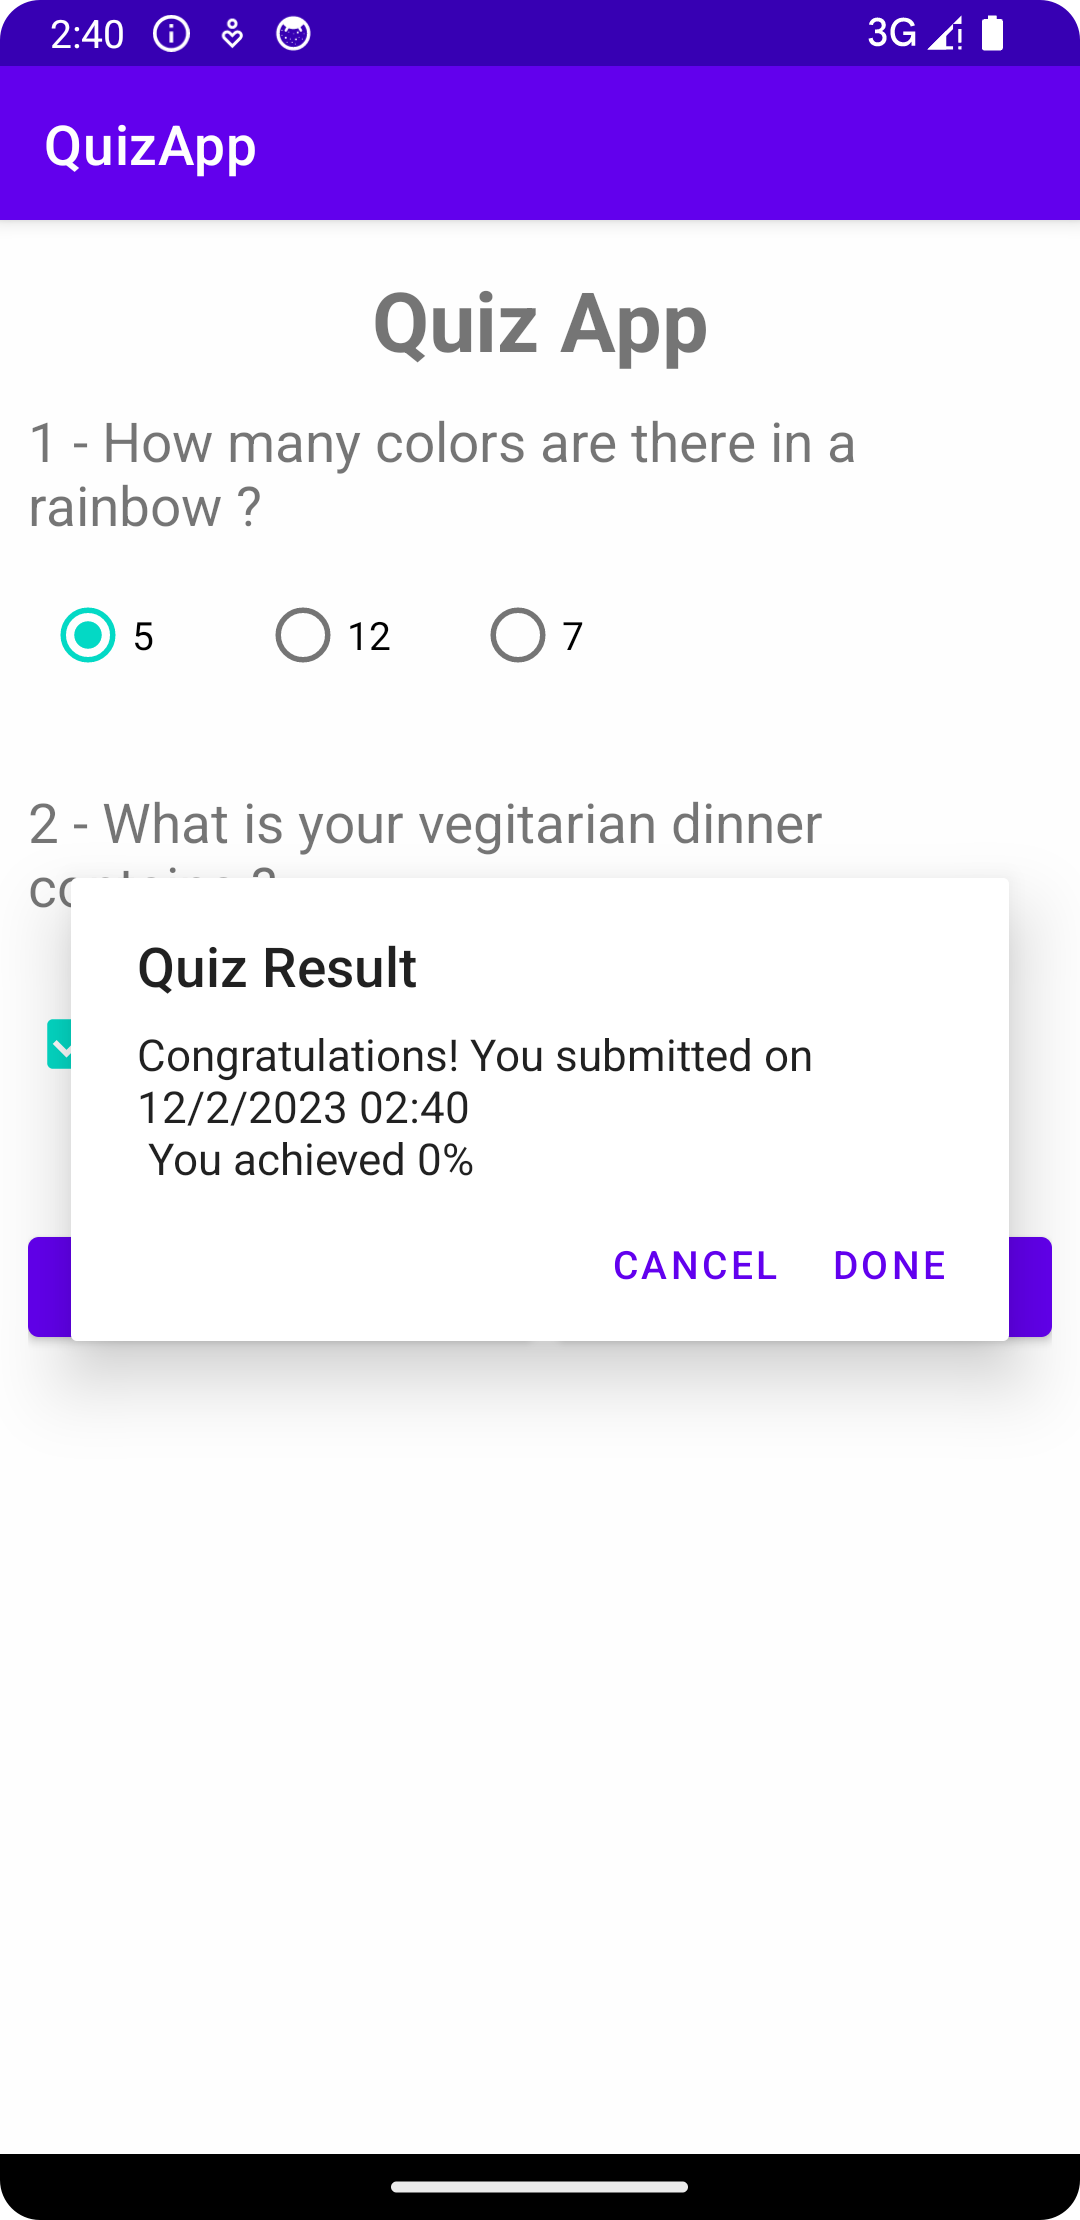 2:40
3G
QuizApp
Quiz App
1 - How many colors are there in a
rainbow ?
5
12
7
2 - What is your vegitarian dinner
Quiz Result
Congratulations! You submitted on
12/2/2023 02:40
You achieved 0%
CANCEL
DONE